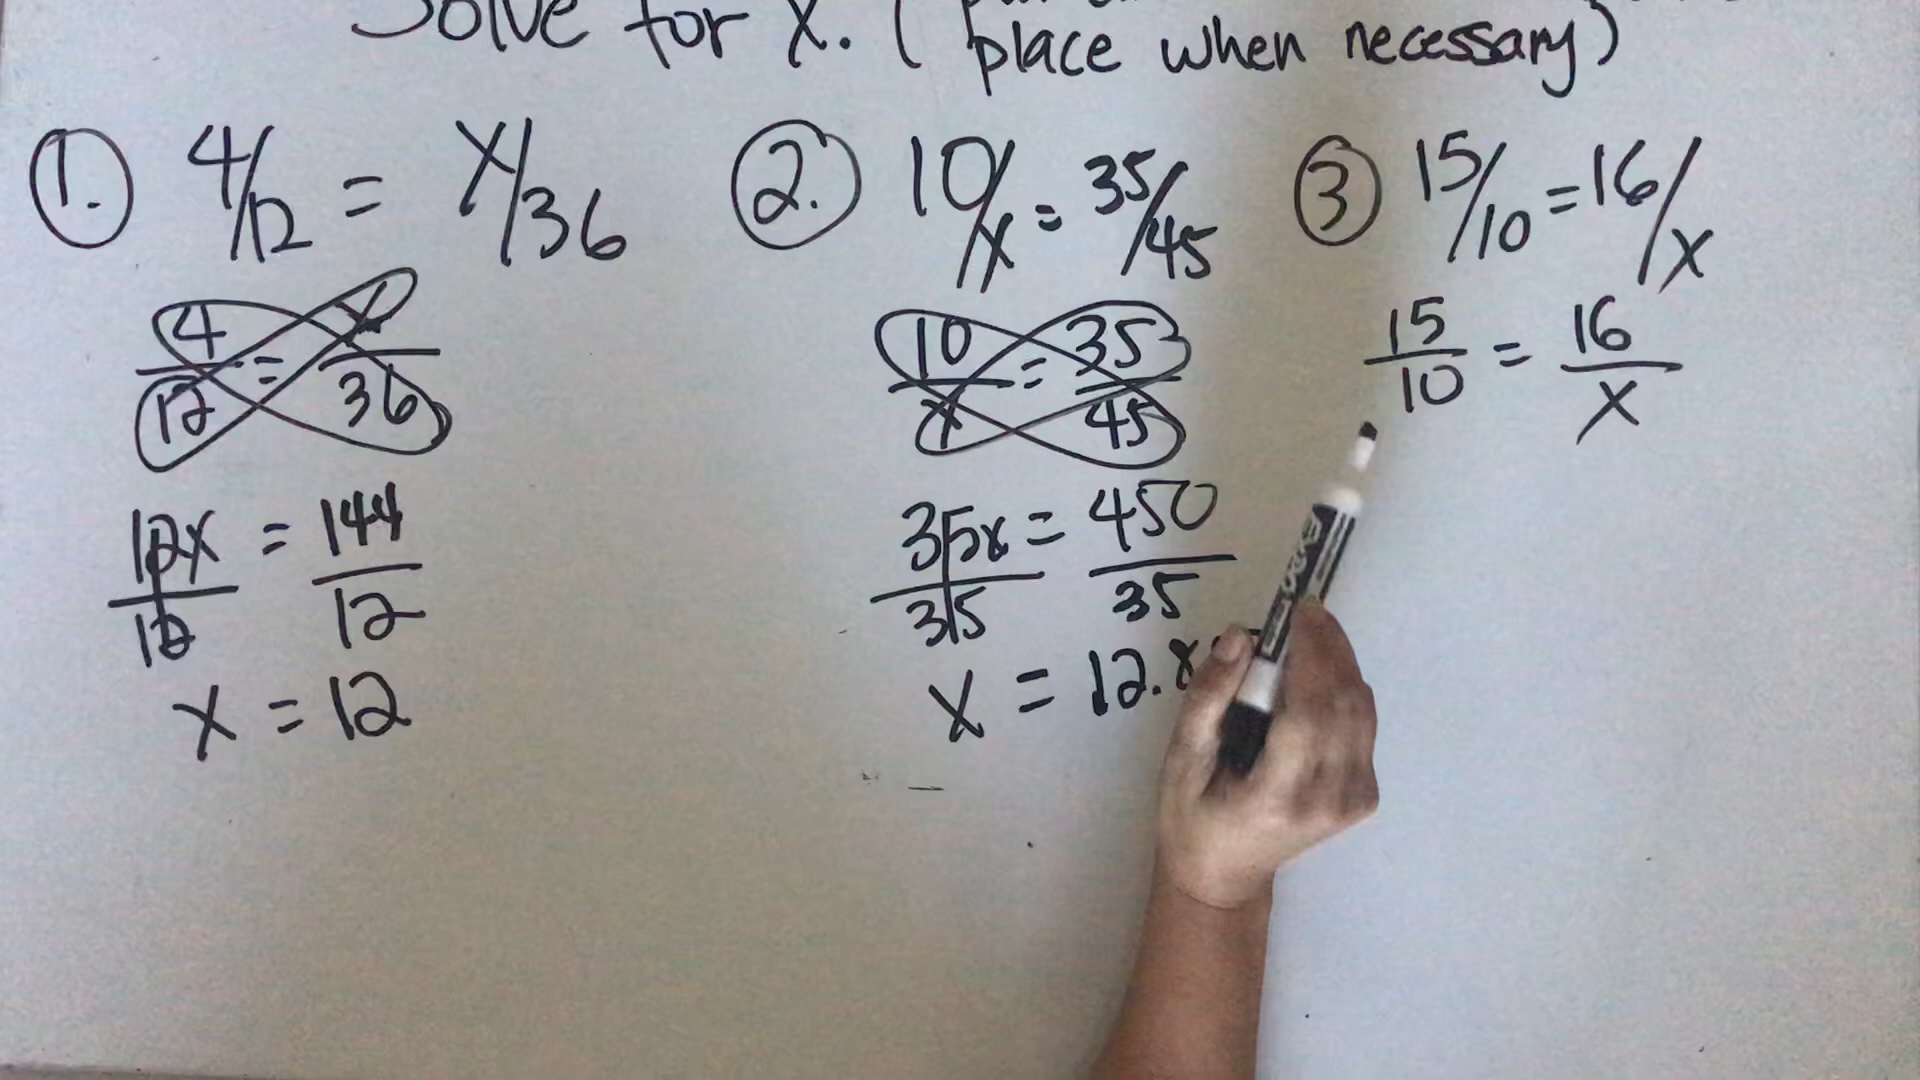 Solve for x. (
place when necessary)
1. 4/12 = x/36
4/12 = x/36
12x/12 = 144/12
x = 12
2. 10/x = 35/45
10/x = 35/45
35x/35 = 450/35
x = 12.
3 15/10 = 16/x
15/10 = 16/x